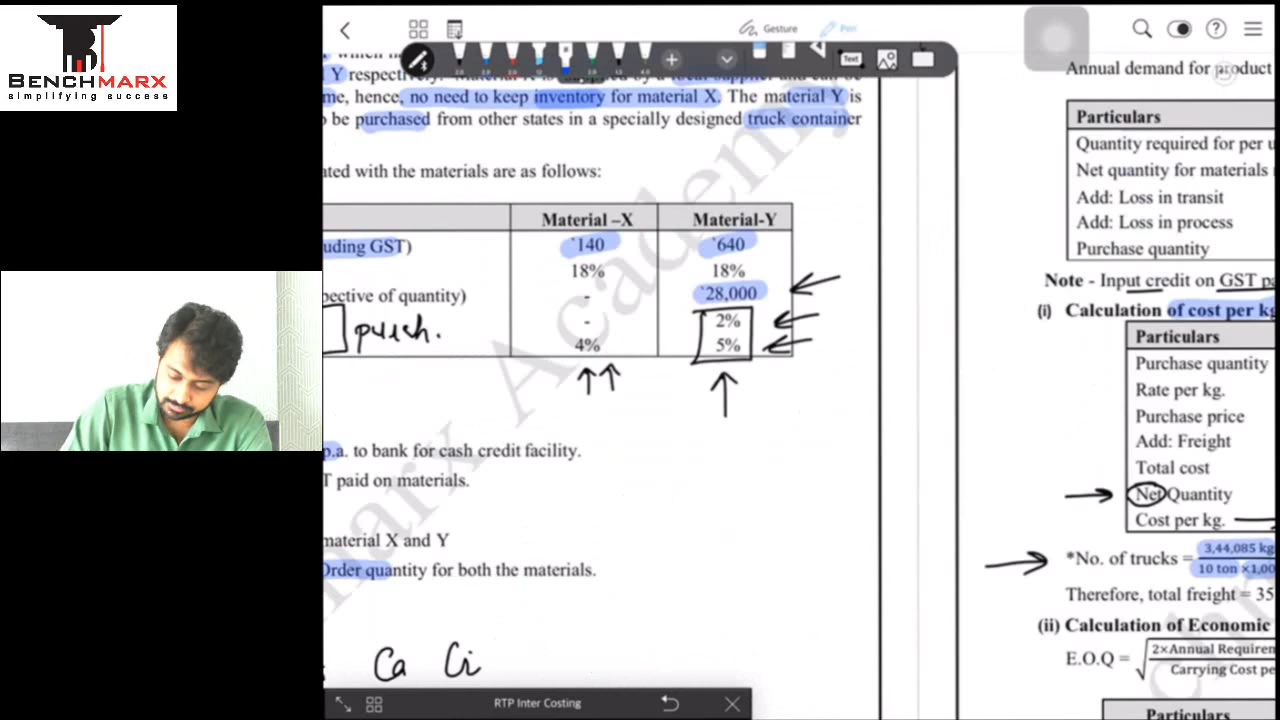 BENCHMARX
simplifying success
Gesture
Pen
Text
Y respectively.
me, hence, no need to keep inventory for material X. The material Y is
be purchased from other states in a specially designed truck container
ated with the materials are as follows:
Material –X Material-Y
uding GST) `140 `640
18% 18%
pective of quantity) - `28,000
purch. - 2%
4% 5%
p.a. to bank for cash credit facility.
T paid on materials.
material X and Y
Order quantity for both the materials.
Ca Ci
RTP Inter Costing
Annual demand for product
Particulars
Quantity required for per u
Net quantity for materials
Add: Loss in transit
Add: Loss in process
Purchase quantity
Note - Input credit on GST pa
(i) Calculation of cost per kg
Particulars
Purchase quantity
Rate per kg.
Purchase price
Add: Freight
Total cost
Net Quantity
Cost per kg.
*No. of trucks = 3,44,085 kg
10 ton ×1,00
Therefore, total freight = 35
(ii) Calculation of Economic
E.O.Q = √ 2×Annual Requirem
Carrying Cost pe
Particulars
Benchmarx Academy